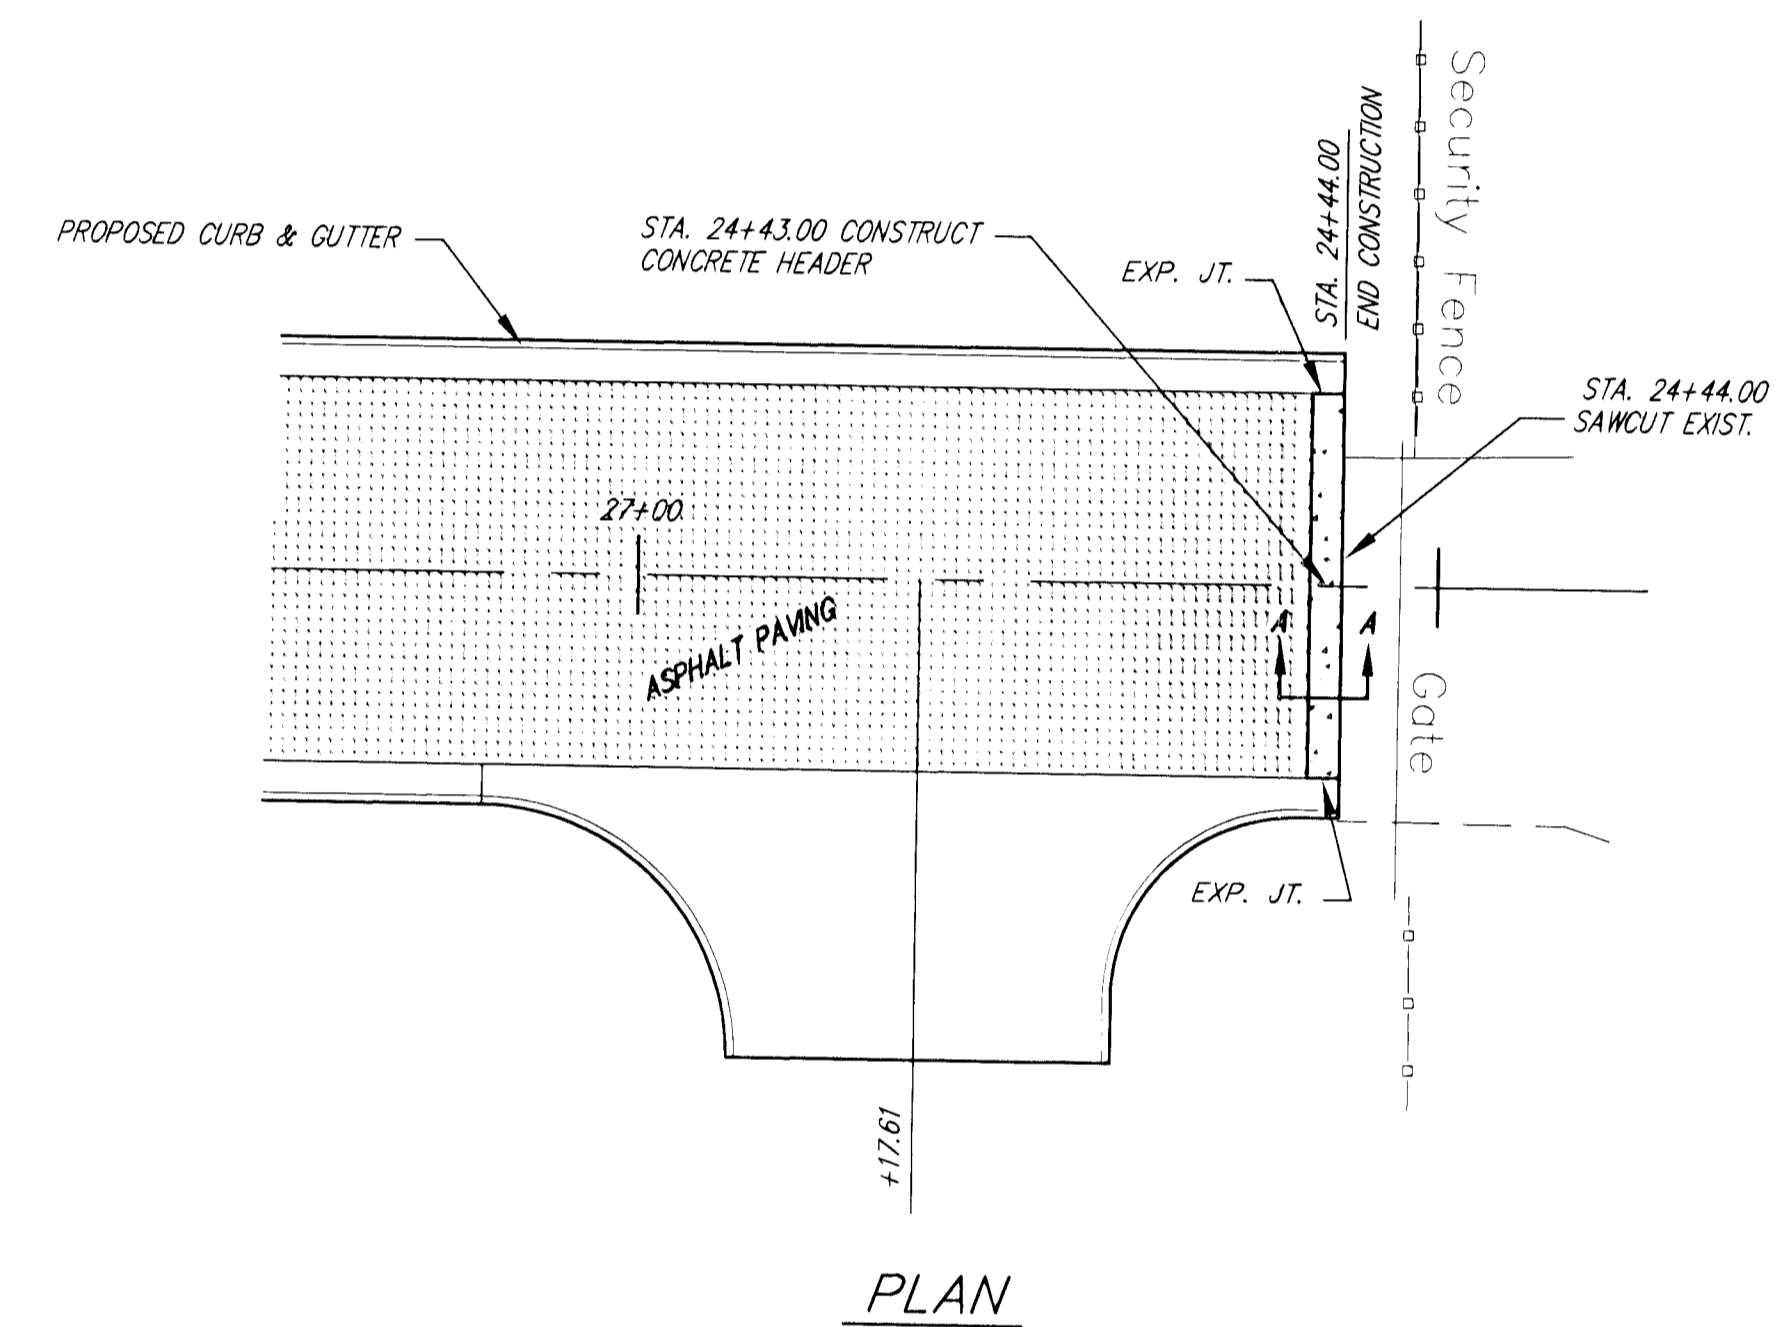 Security Fence
STA. 24+44.00
END CONSTRUCTION
PROPOSED CURB & GUTTER
STA. 24+43.00 CONSTRUCT
CONCRETE HEADER
EXP. JT.
STA. 24+44.00
SAWCUT EXIST.
27+00
ASPHALT PAVING
A
A
Gate
EXP. JT.
+17.61
PLAN